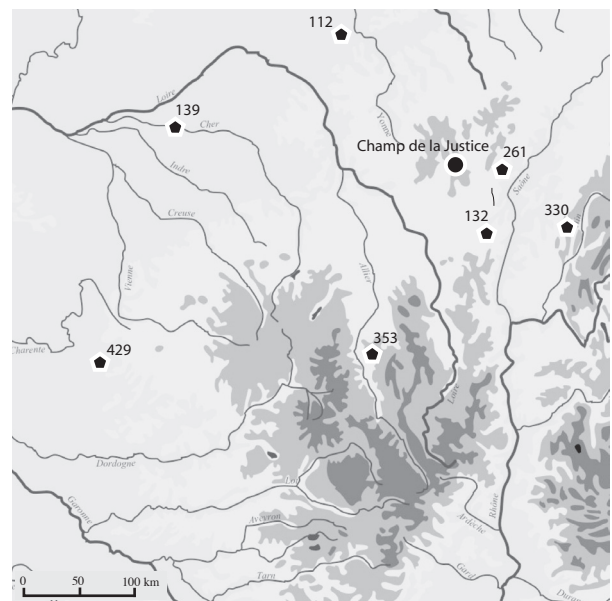 112
Loire
139
Cher
Yonne
Champ de la Justice
261
Indre
Saône
Creuse
132
330
Vienne
Allier
Charente
429
353
Loire
Dordogne
Lot
Garonne
Rhône
Aveyron
Ardèche
Tarn
Gard
0 50 100 km